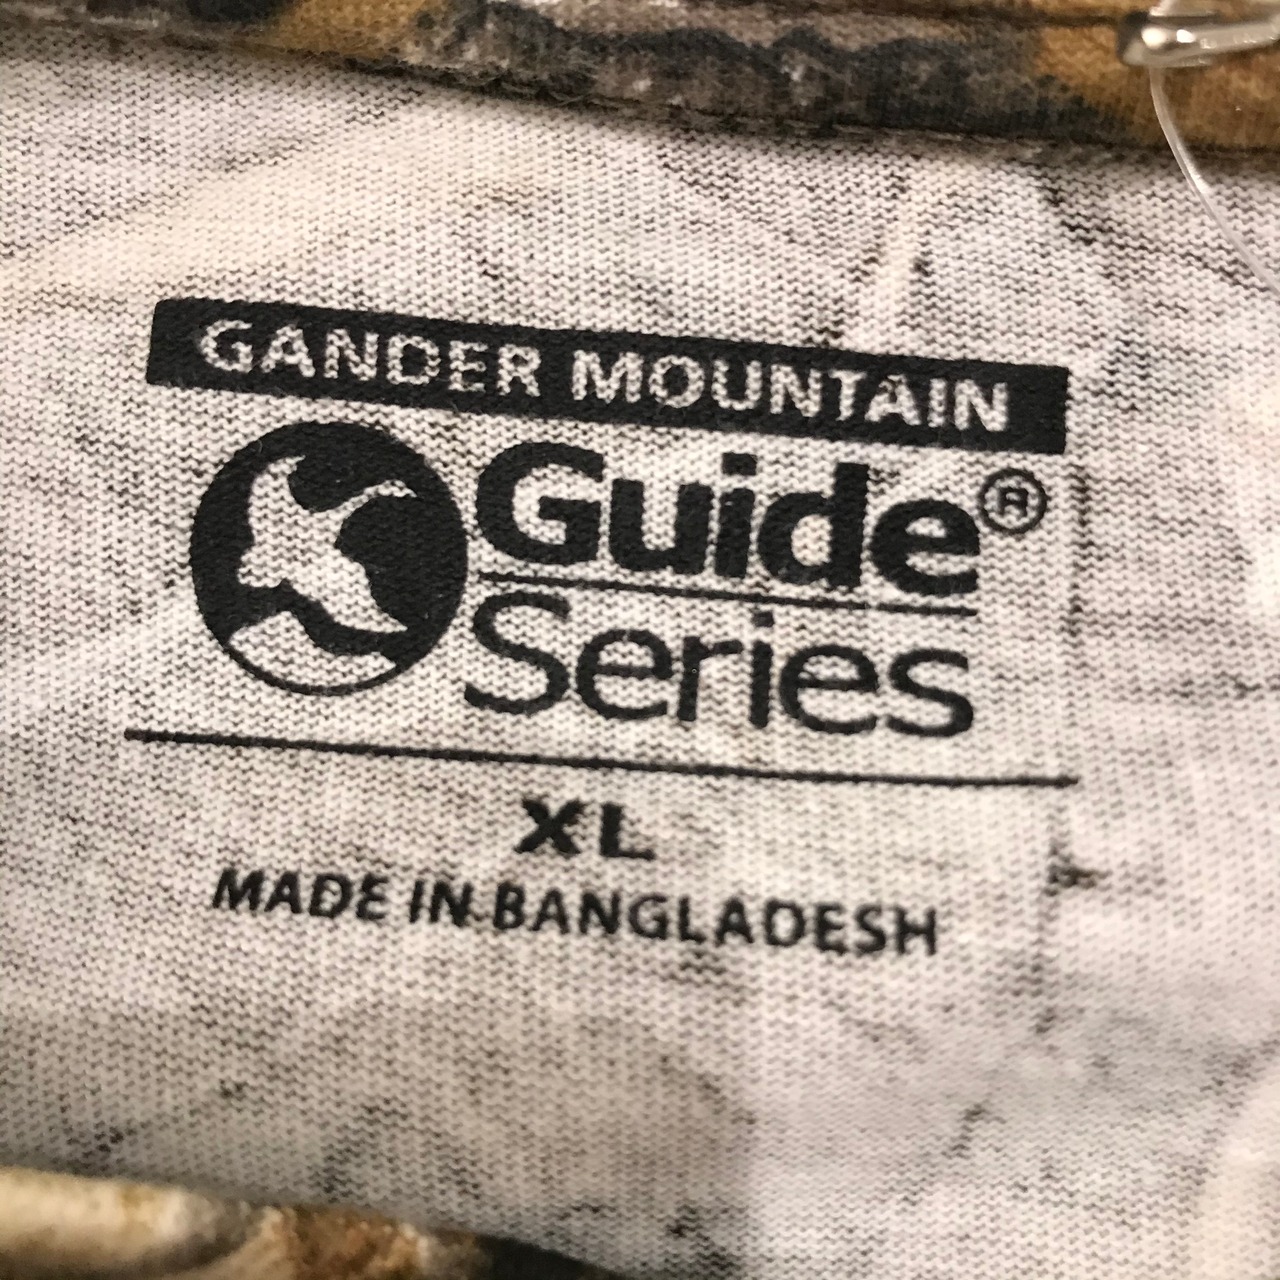 GANDER MOUNTAIN
Guide®
Series
XL
MADE IN BANGLADESH